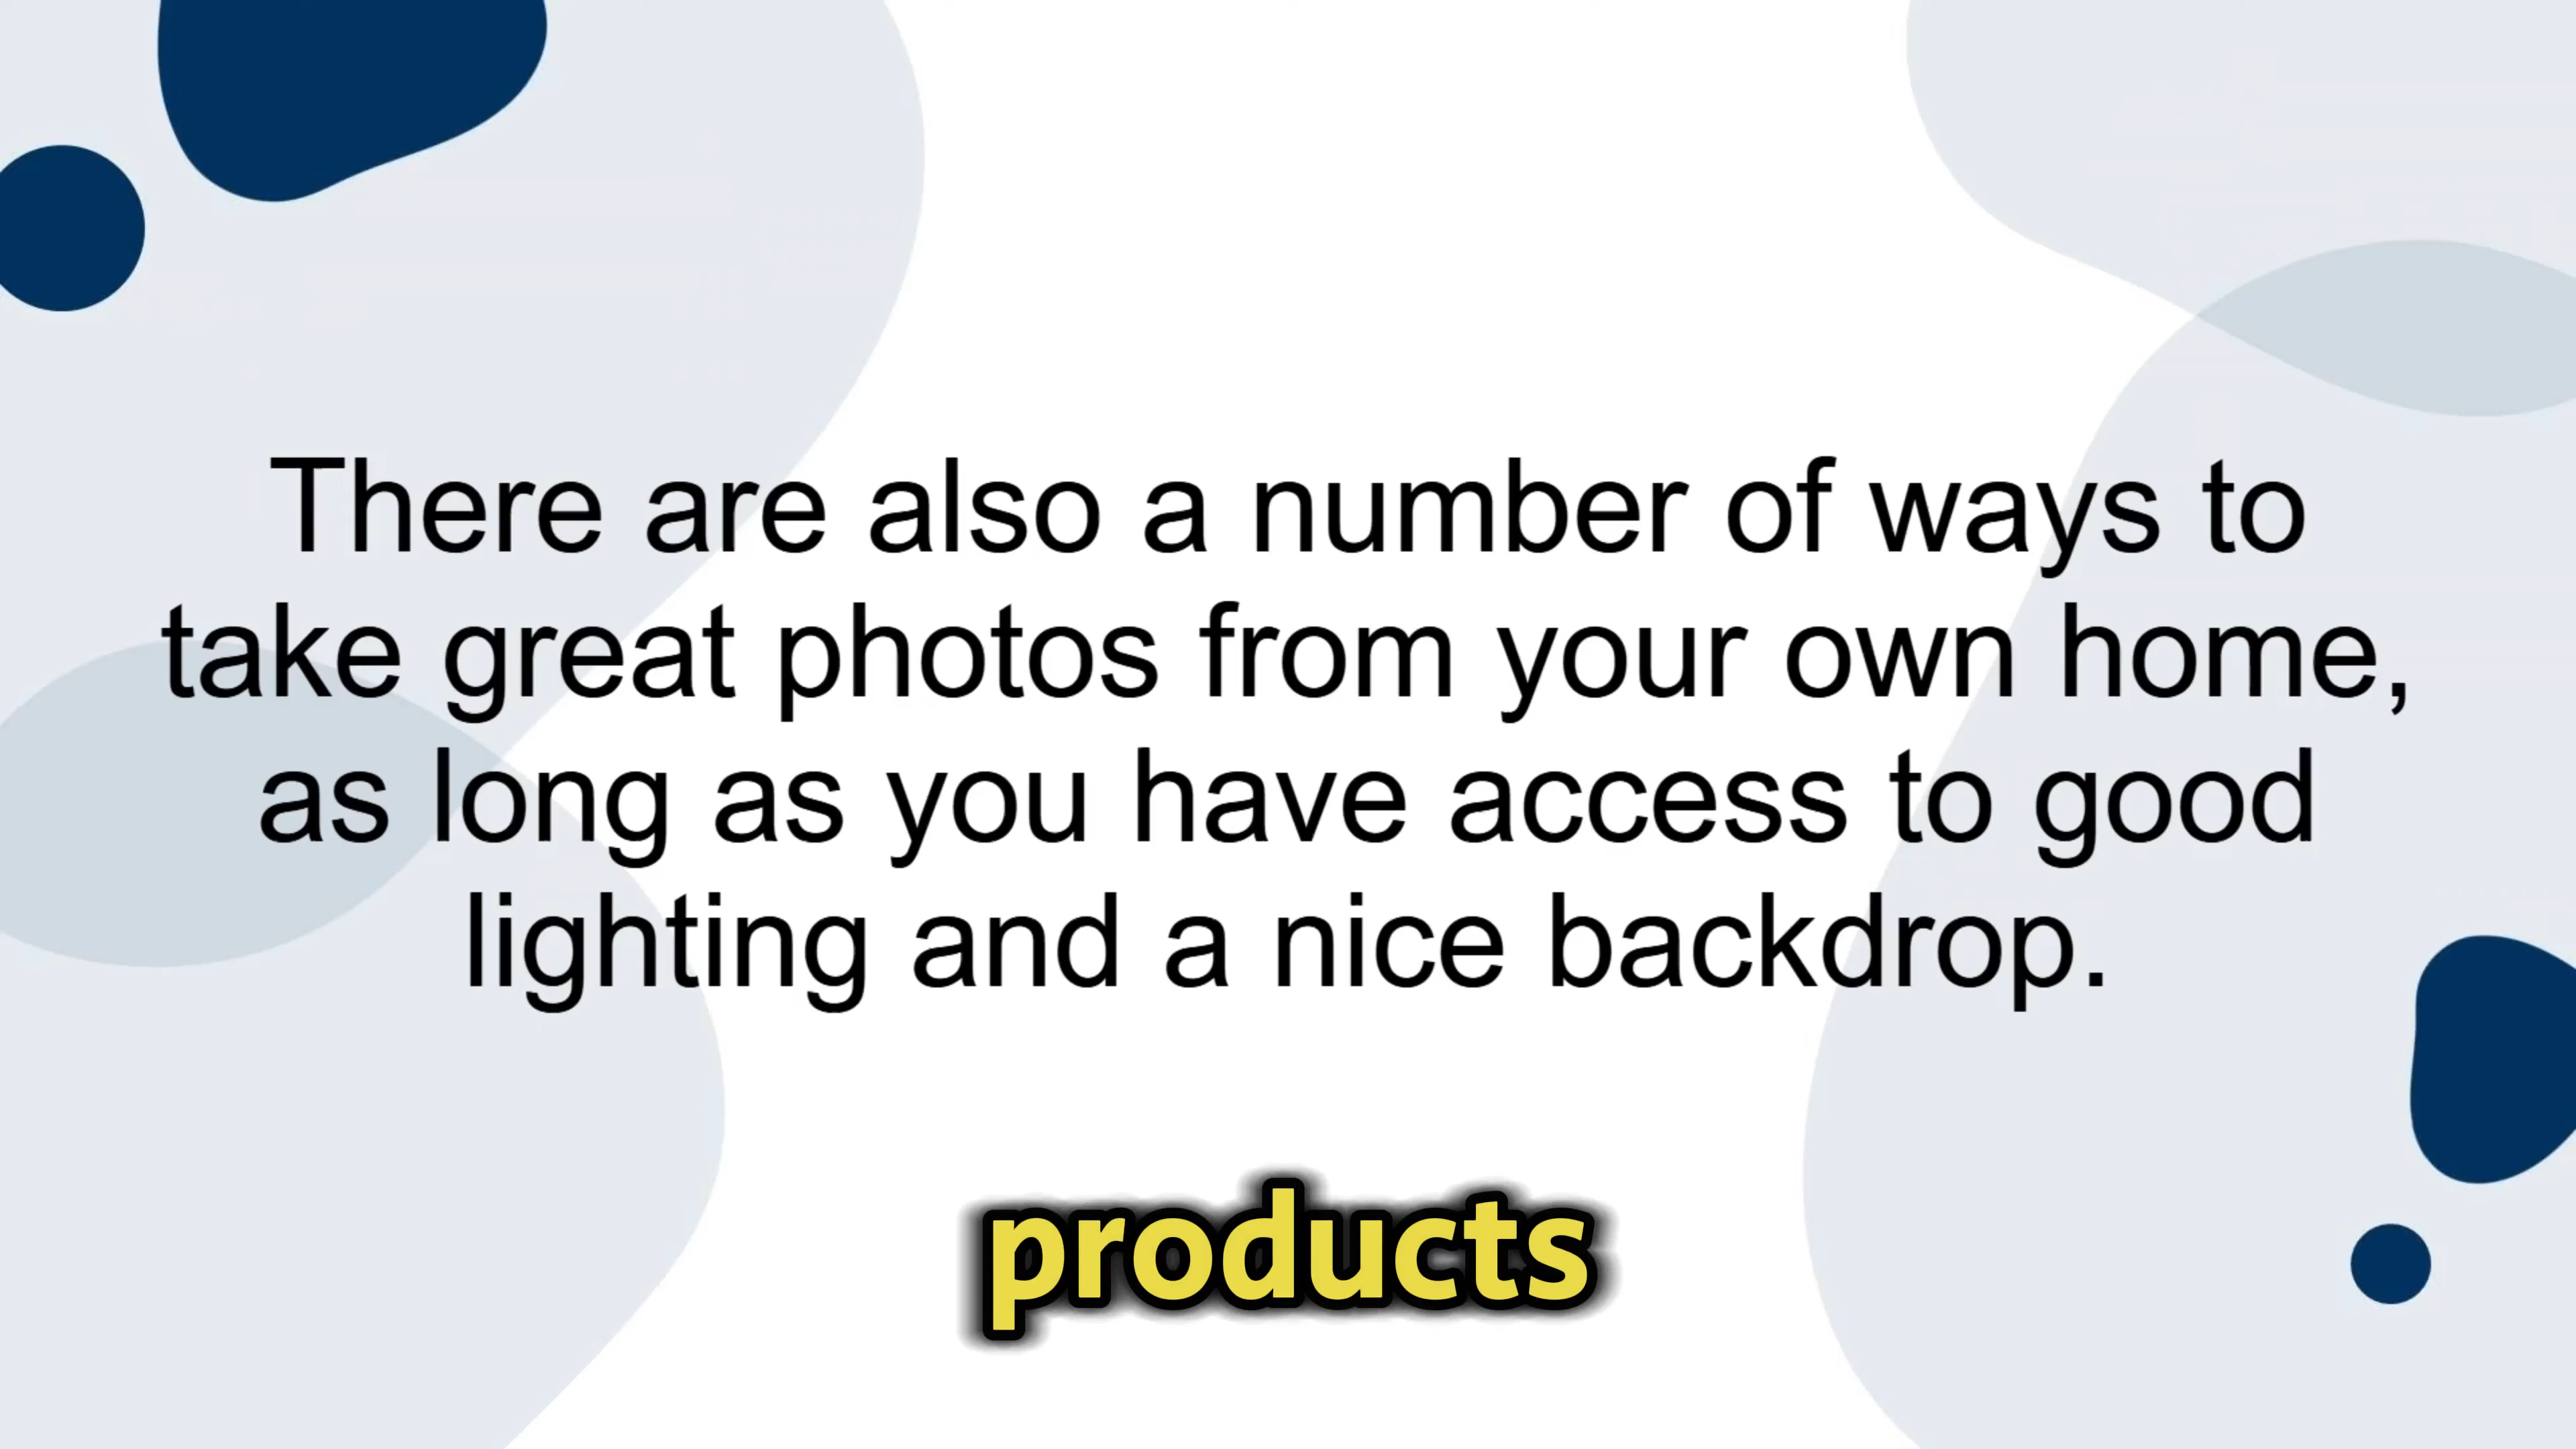 There are also a number of ways to
take great photos from your own home,
as long as you have access to good
lighting and a nice backdrop.
products